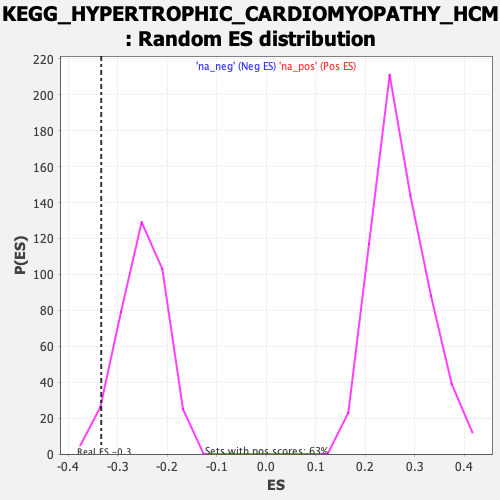 KEGG_HYPERTROPHIC_CARDIOMYOPATHY_HCM
: Random ES distribution
'na_neg' (Neg ES) 'na_pos' (Pos ES)
220
200
180
160
140
120
100
80
60
40
20
0
P(ES)
Real ES -0.3
Sets with pos scores: 63%
-0.4 -0.3 -0.2 -0.1 0.0 0.1 0.2 0.3 0.4
ES